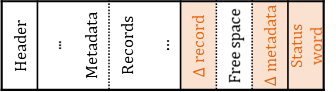 Header
...
Metadata
Records
...
Δ record
Free space
Δ metadata
Status
word